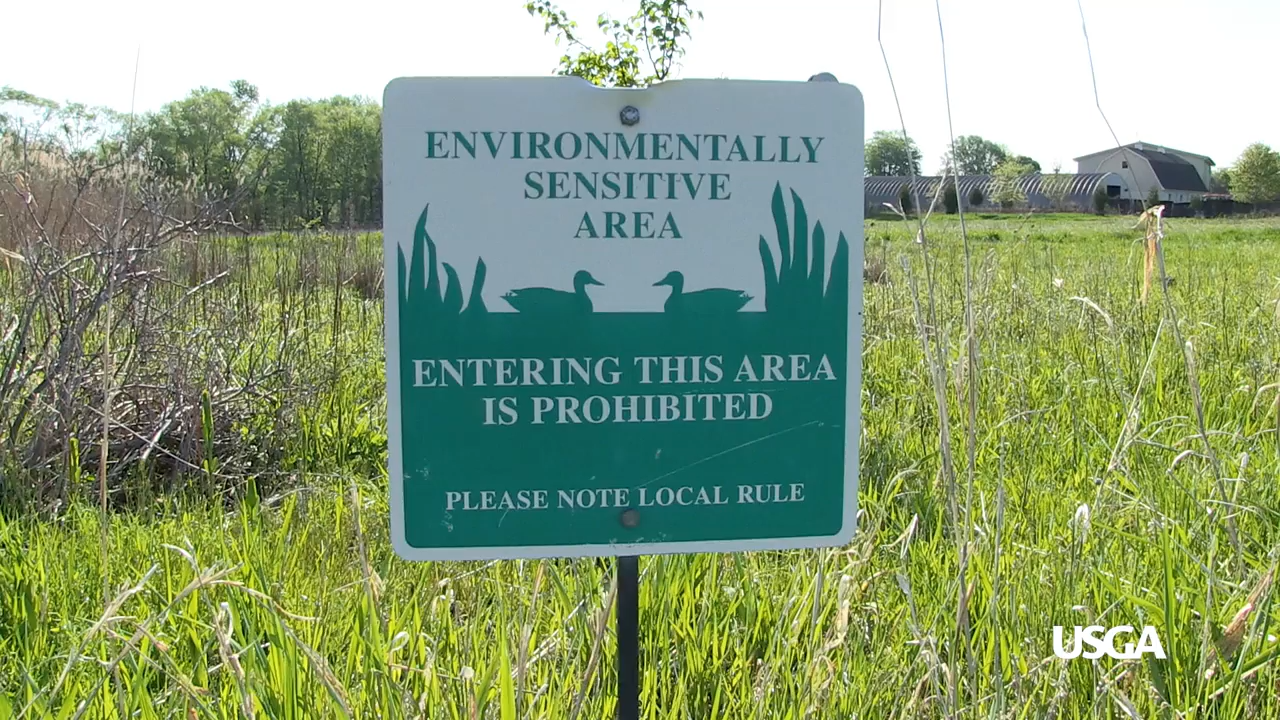 ENVIRONMENTALLY
SENSITIVE
AREA
ENTERING THIS AREA
IS PROHIBITED
PLEASE NOTE LOCAL RULE
USGA